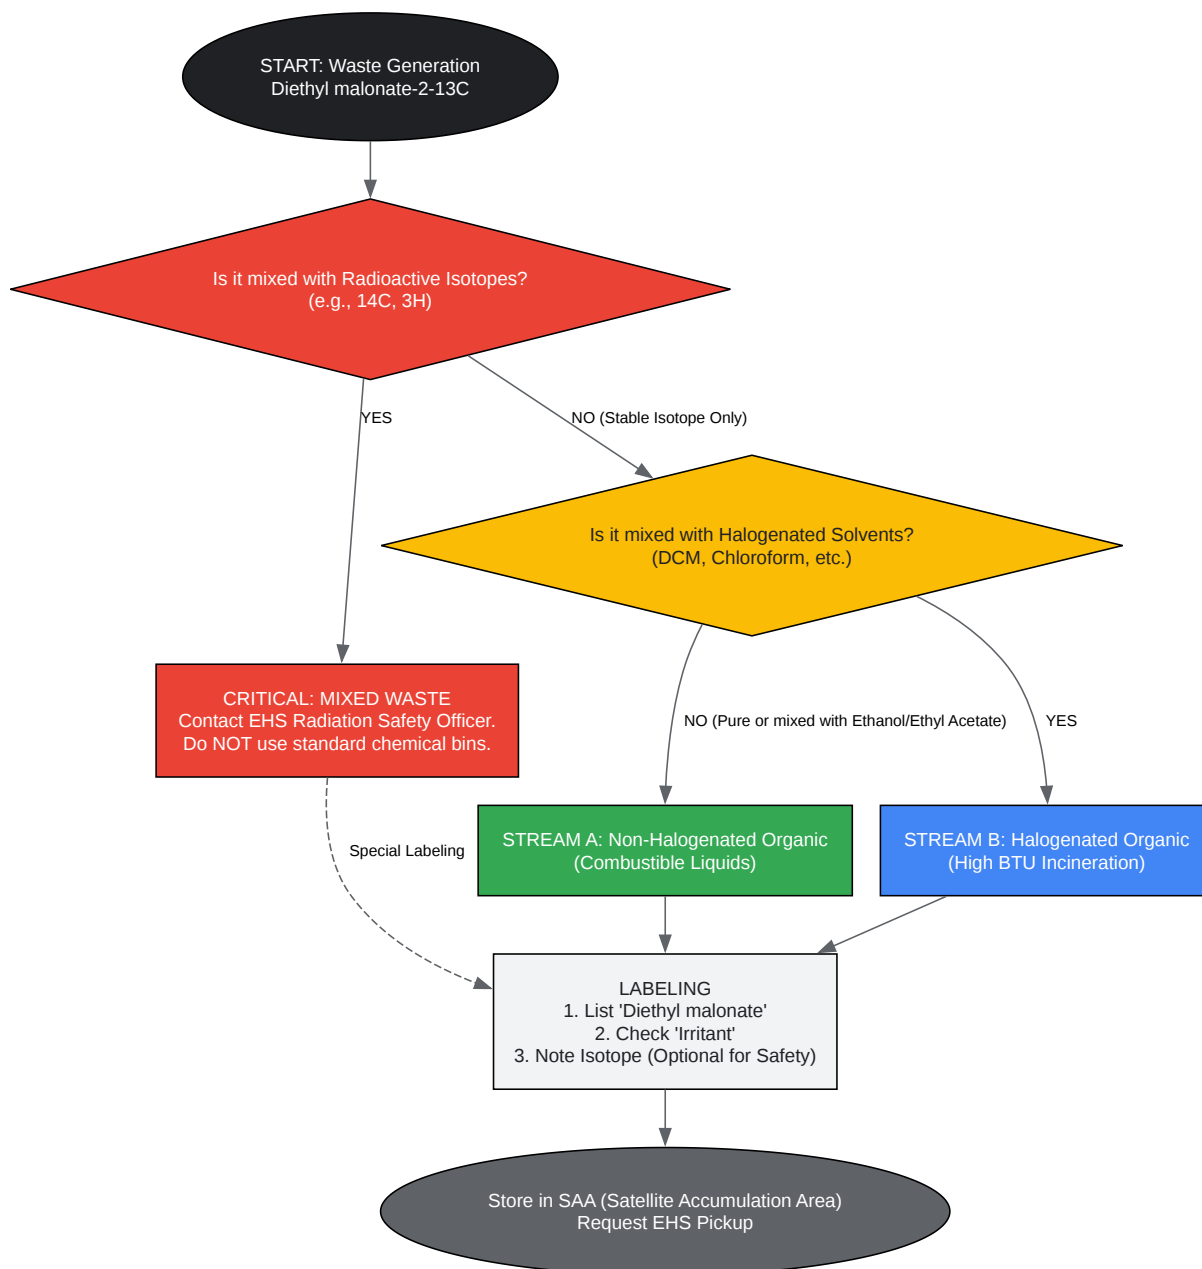 START: Waste Generation
Diethyl malonate-2-13C
Is it mixed with Radioactive Isotopes?
(e.g., 14C, 3H)
YES
NO (Stable Isotope Only)
Is it mixed with Halogenated Solvents?
(DCM, Chloroform, etc.)
CRITICAL: MIXED WASTE
Contact EHS Radiation Safety Officer.
Do NOT use standard chemical bins.
NO (Pure or mixed with Ethanol/Ethyl Acetate)
YES
Special Labeling
STREAM A: Non-Halogenated Organic
(Combustible Liquids)
STREAM B: Halogenated Organic
(High BTU Incineration)
LABELING
1. List 'Diethyl malonate'
2. Check 'Irritant'
3. Note Isotope (Optional for Safety)
Store in SAA (Satellite Accumulation Area)
Request EHS Pickup